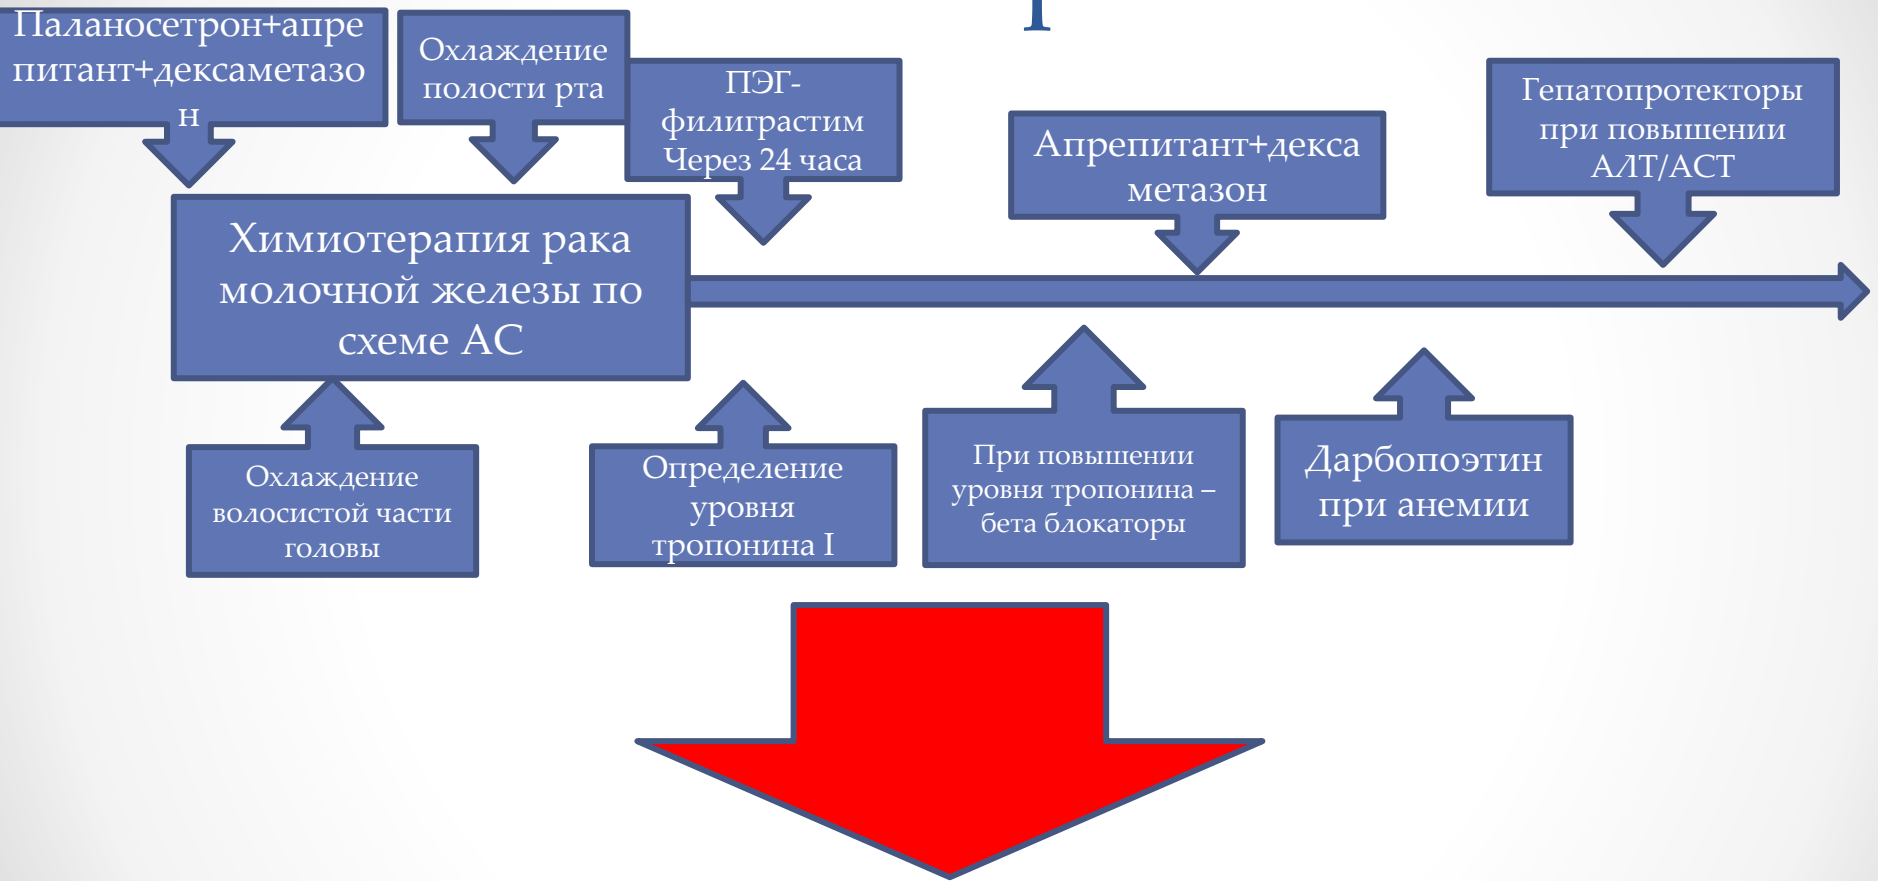 Паланосетрон+апре
питант+дексаметазо
н
Охлаждение
полости рта
ПЭГ-
филиграстим
Через 24 часа
Апрепитант+декса
метазон
Гепатопротекторы
при повышении
АЛТ/АСТ
Химиотерапия рака
молочной железы по
схеме АС
Охлаждение
волосистой части
головы
Определение
уровня
тропонина I
При повышении
уровня тропонина –
бета блокаторы
Дарбопоэтин
при анемии